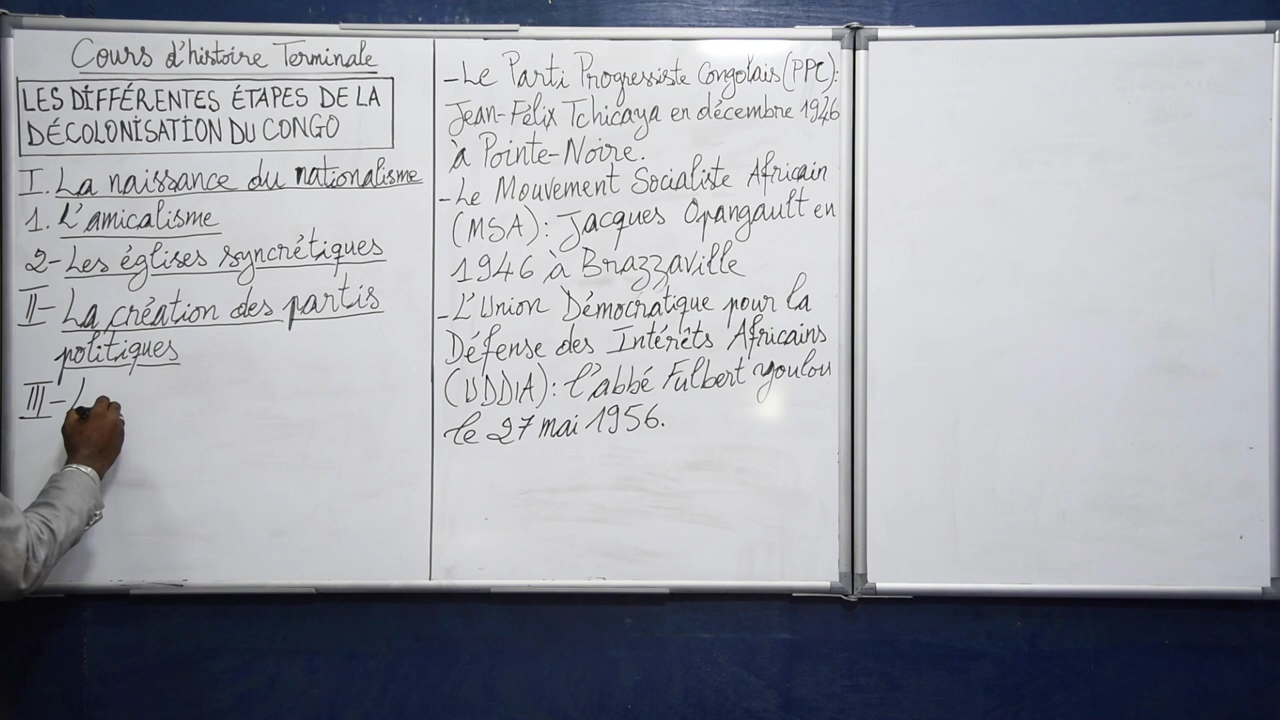 Cours d'histoire Terminale
LES DIFFÉRENTES ÉTAPES DE LA
DÉCOLONISATION DU CONGO
I. La naissance du nationalisme
1. L'amicalisme
2- Les églises syncrétiques
II- La création des partis
politiques
III- L
-Le Parti Progressiste Congolais (PPC):
Jean-Félix Tchicaya en décembre 1946
à Pointe-Noire.
-Le Mouvement Socialiste Africain
(MSA): Jacques Opangault en
1946 à Brazzaville
-L'Union Démocratique pour la
Défense des Intérêts Africains
(UDDIA): l'abbé Fulbert Youlou
le 27 mai 1956.